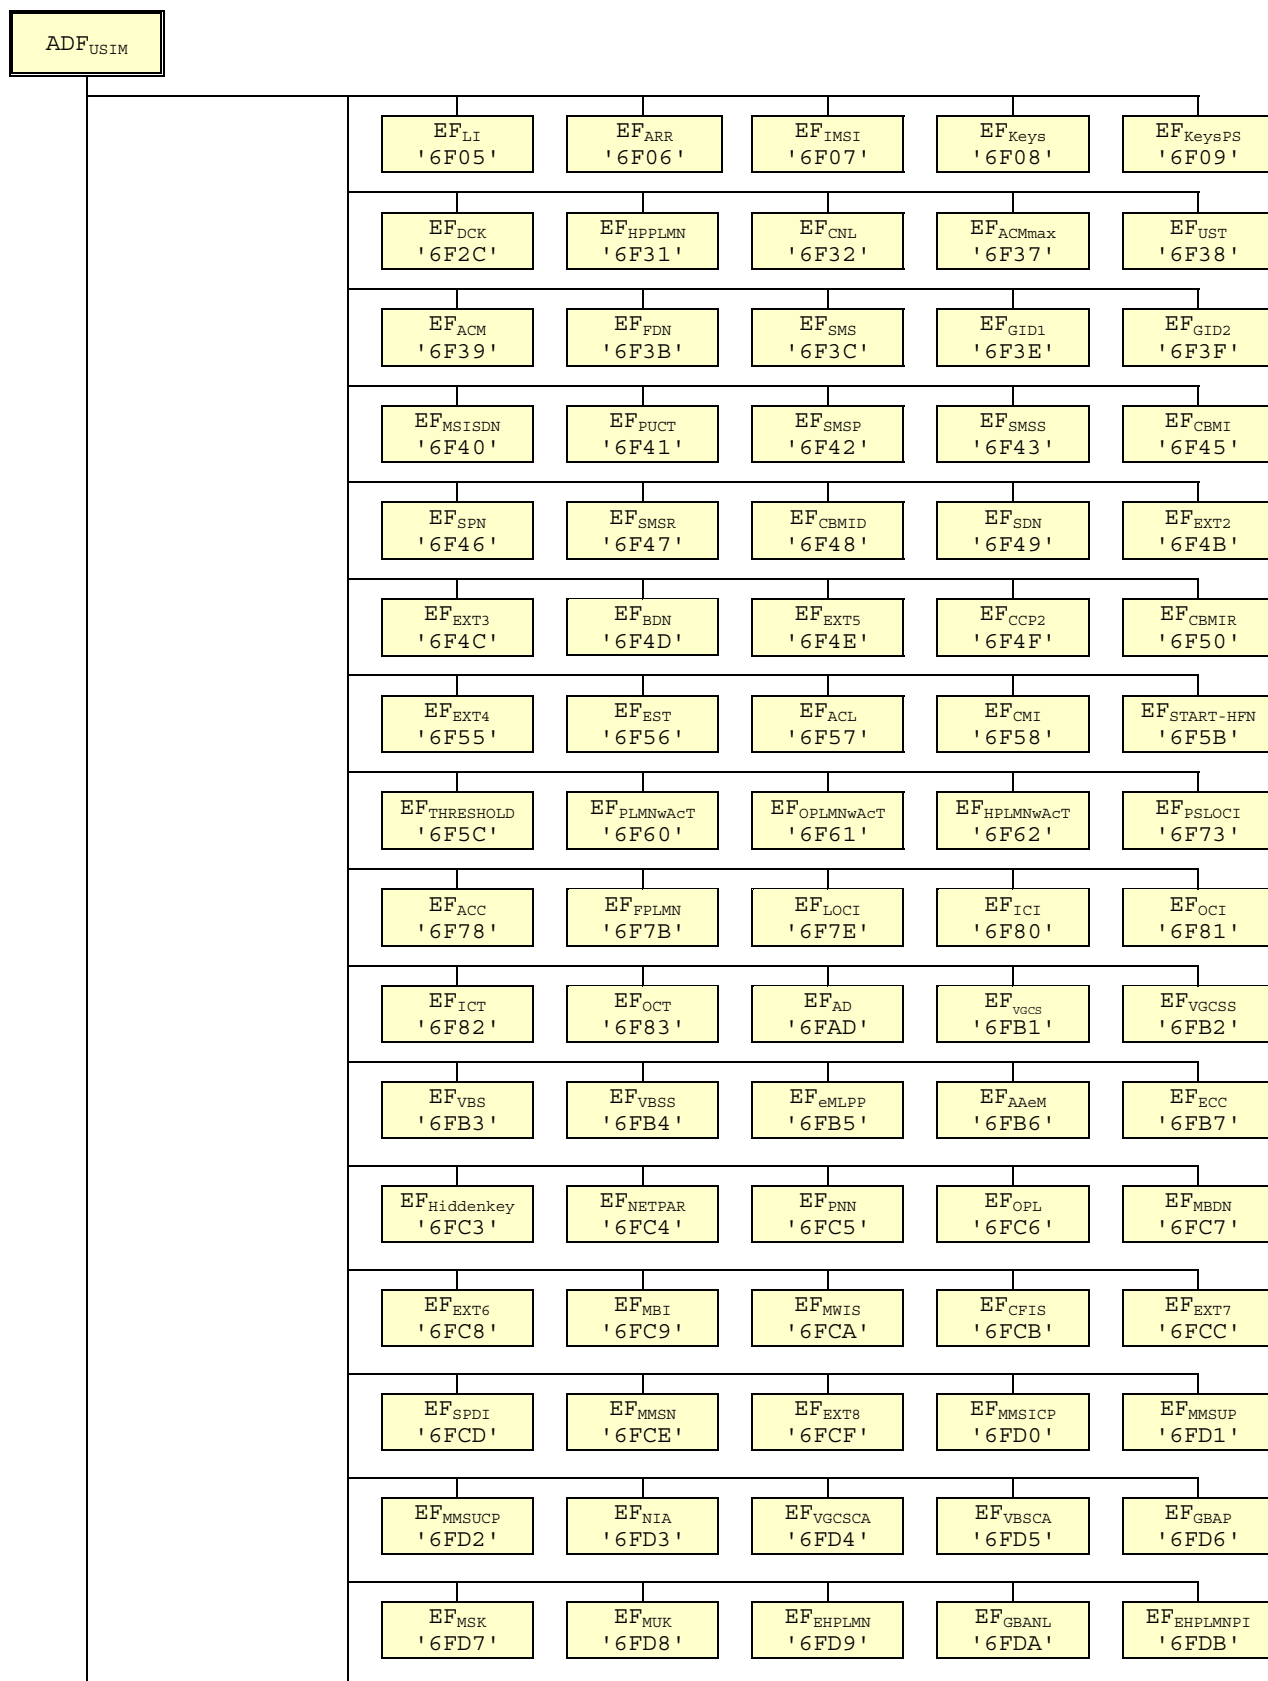 ADFUSIM
EFLI EFARR EFIMSI EFKeys EFKeysPS
'6F05' '6F06' '6F07' '6F08' '6F09'
EFDCK EFHPPLMN EFCNL EFACMmax EFUST
'6F2C' '6F31' '6F32' '6F37' '6F38'
EFACM EFFDN EFSMS EFGID1 EFGID2
'6F39' '6F3B' '6F3C' '6F3E' '6F3F'
EFMSISDN EFPUCT EFSMSP EFSMSS EFCBMI
'6F40' '6F41' '6F42' '6F43' '6F45'
EFSPN EFSMSR EFCBMID EFSDN EFEXT2
'6F46' '6F47' '6F48' '6F49' '6F4B'
EFEXT3 EFBDN EFEXT5 EFCCP2 EFCBMIR
'6F4C' '6F4D' '6F4E' '6F4F' '6F50'
EFEXT4 EFEST EFACL EFCMI EFSTART-HFN
'6F55' '6F56' '6F57' '6F58' '6F5B'
EFTHRESHOLD EFPLMNwAcT EFOPLMNwAcT EFHPLMNwAcT EFPSLOCI
'6F5C' '6F60' '6F61' '6F62' '6F73'
EFACC EFFPLMN EFLOCI EFICI EFOCI
'6F78' '6F7B' '6F7E' '6F80' '6F81'
EFICT EFOCT EFAD EFVGCS EFVGCSS
'6F82' '6F83' '6FAD' '6FB1' '6FB2'
EFVBS EFVBSS EFeMLPP EFAAeM EFECC
'6FB3' '6FB4' '6FB5' '6FB6' '6FB7'
EFHiddenkey EFNETPAR EFPNN EFOPL EFMBDN
'6FC3' '6FC4' '6FC5' '6FC6' '6FC7'
EFEXT6 EFMBI EFMWIS EFCFIS EFEXT7
'6FC8' '6FC9' '6FCA' '6FCB' '6FCC'
EFSPDI EFMMSN EFEXT8 EFMMSICP EFMMSUP
'6FCD' '6FCE' '6FCF' '6FD0' '6FD1'
EFMMSUCP EFNIA EFVGCSCA EFVBSCA EFGBAP
'6FD2' '6FD3' '6FD4' '6FD5' '6FD6'
EFMSK EFMUK EFEHPLMN EFGBANL EFEHPLMNPI
'6FD7' '6FD8' '6FD9' '6FDA' '6FDB'